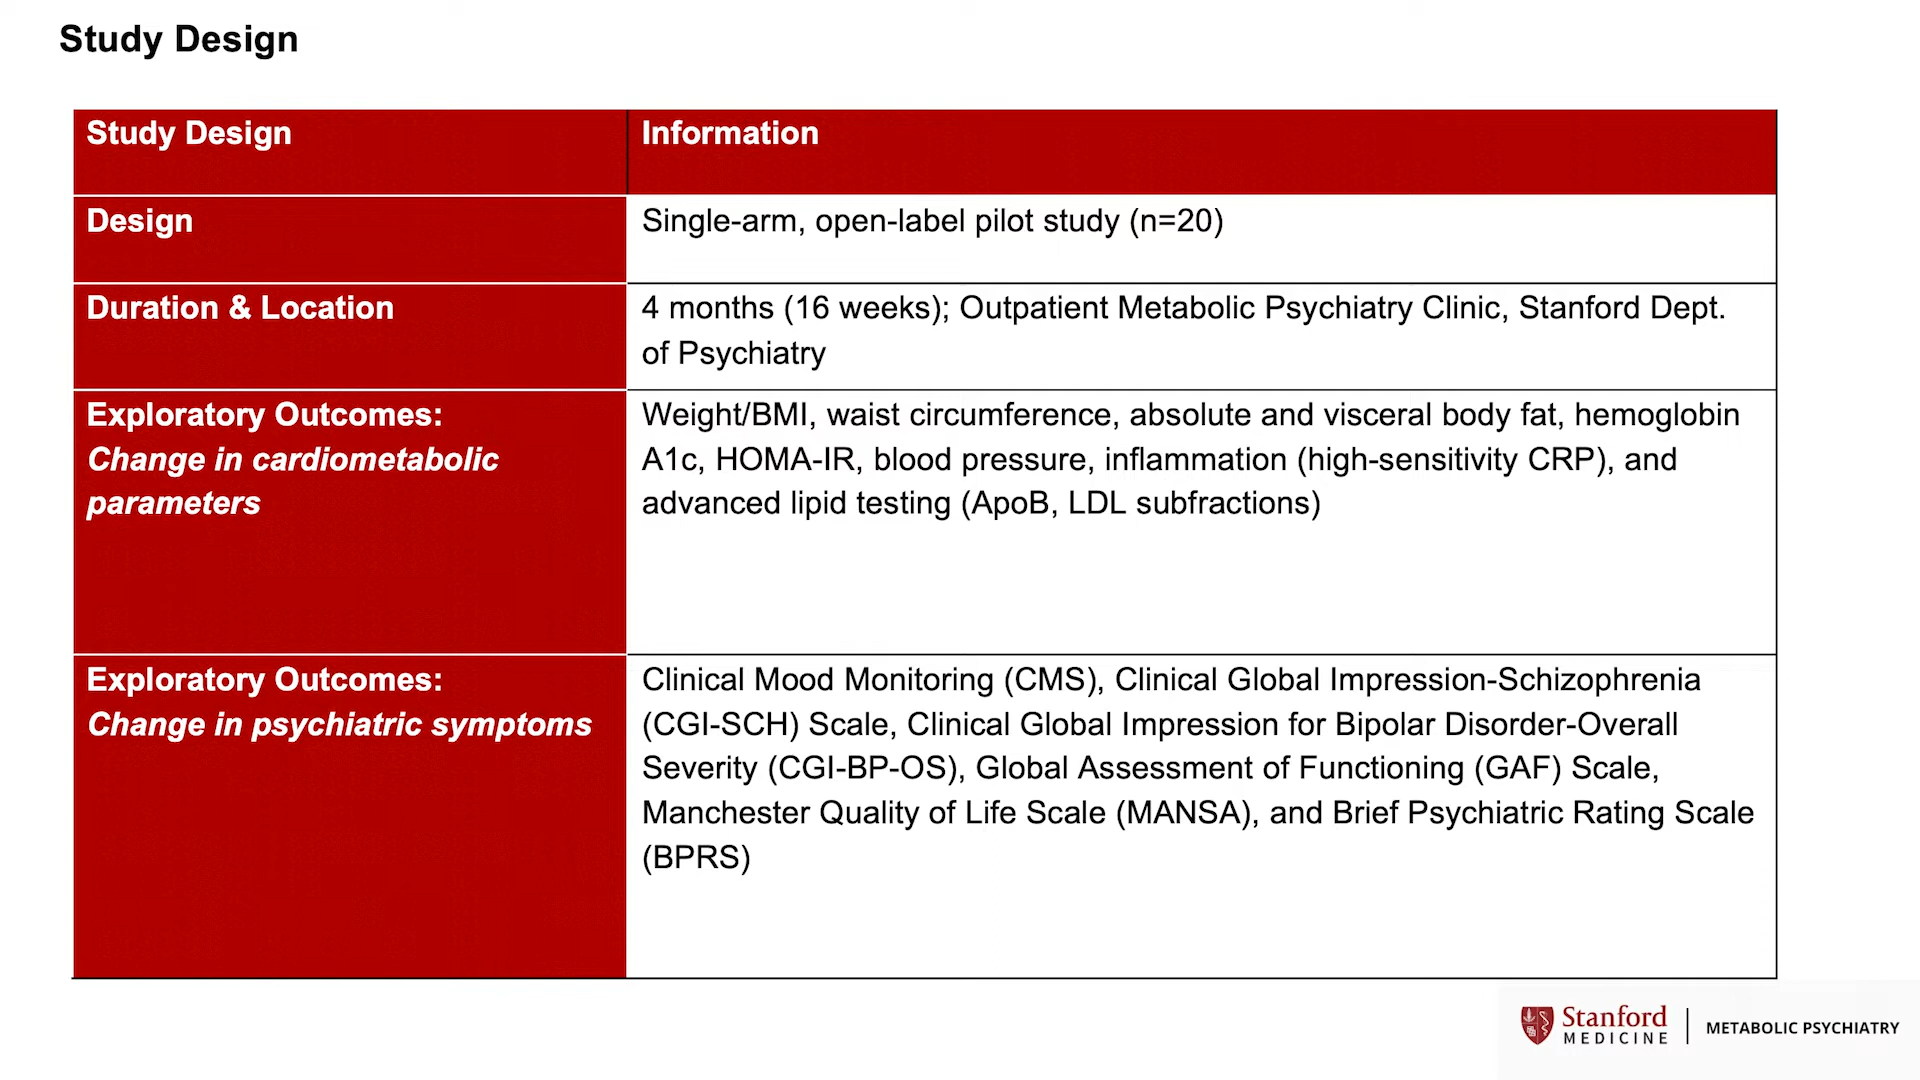 Study Design
Study Design
Information
Design
Single-arm, open-label pilot study (n=20)
Duration & Location
4 months (16 weeks); Outpatient Metabolic Psychiatry Clinic, Stanford Dept.
of Psychiatry
Exploratory Outcomes:
Change in cardiometabolic
parameters
Weight/BMI, waist circumference, absolute and visceral body fat, hemoglobin
A1c, HOMA-IR, blood pressure, inflammation (high-sensitivity CRP), and
advanced lipid testing (ApoB, LDL subfractions)
Exploratory Outcomes:
Change in psychiatric symptoms
Clinical Mood Monitoring (CMS), Clinical Global Impression-Schizophrenia
(CGI-SCH) Scale, Clinical Global Impression for Bipolar Disorder-Overall
Severity (CGI-BP-OS), Global Assessment of Functioning (GAF) Scale,
Manchester Quality of Life Scale (MANSA), and Brief Psychiatric Rating Scale
(BPRS)
Stanford
MEDICINE
METABOLIC PSYCHIATRY